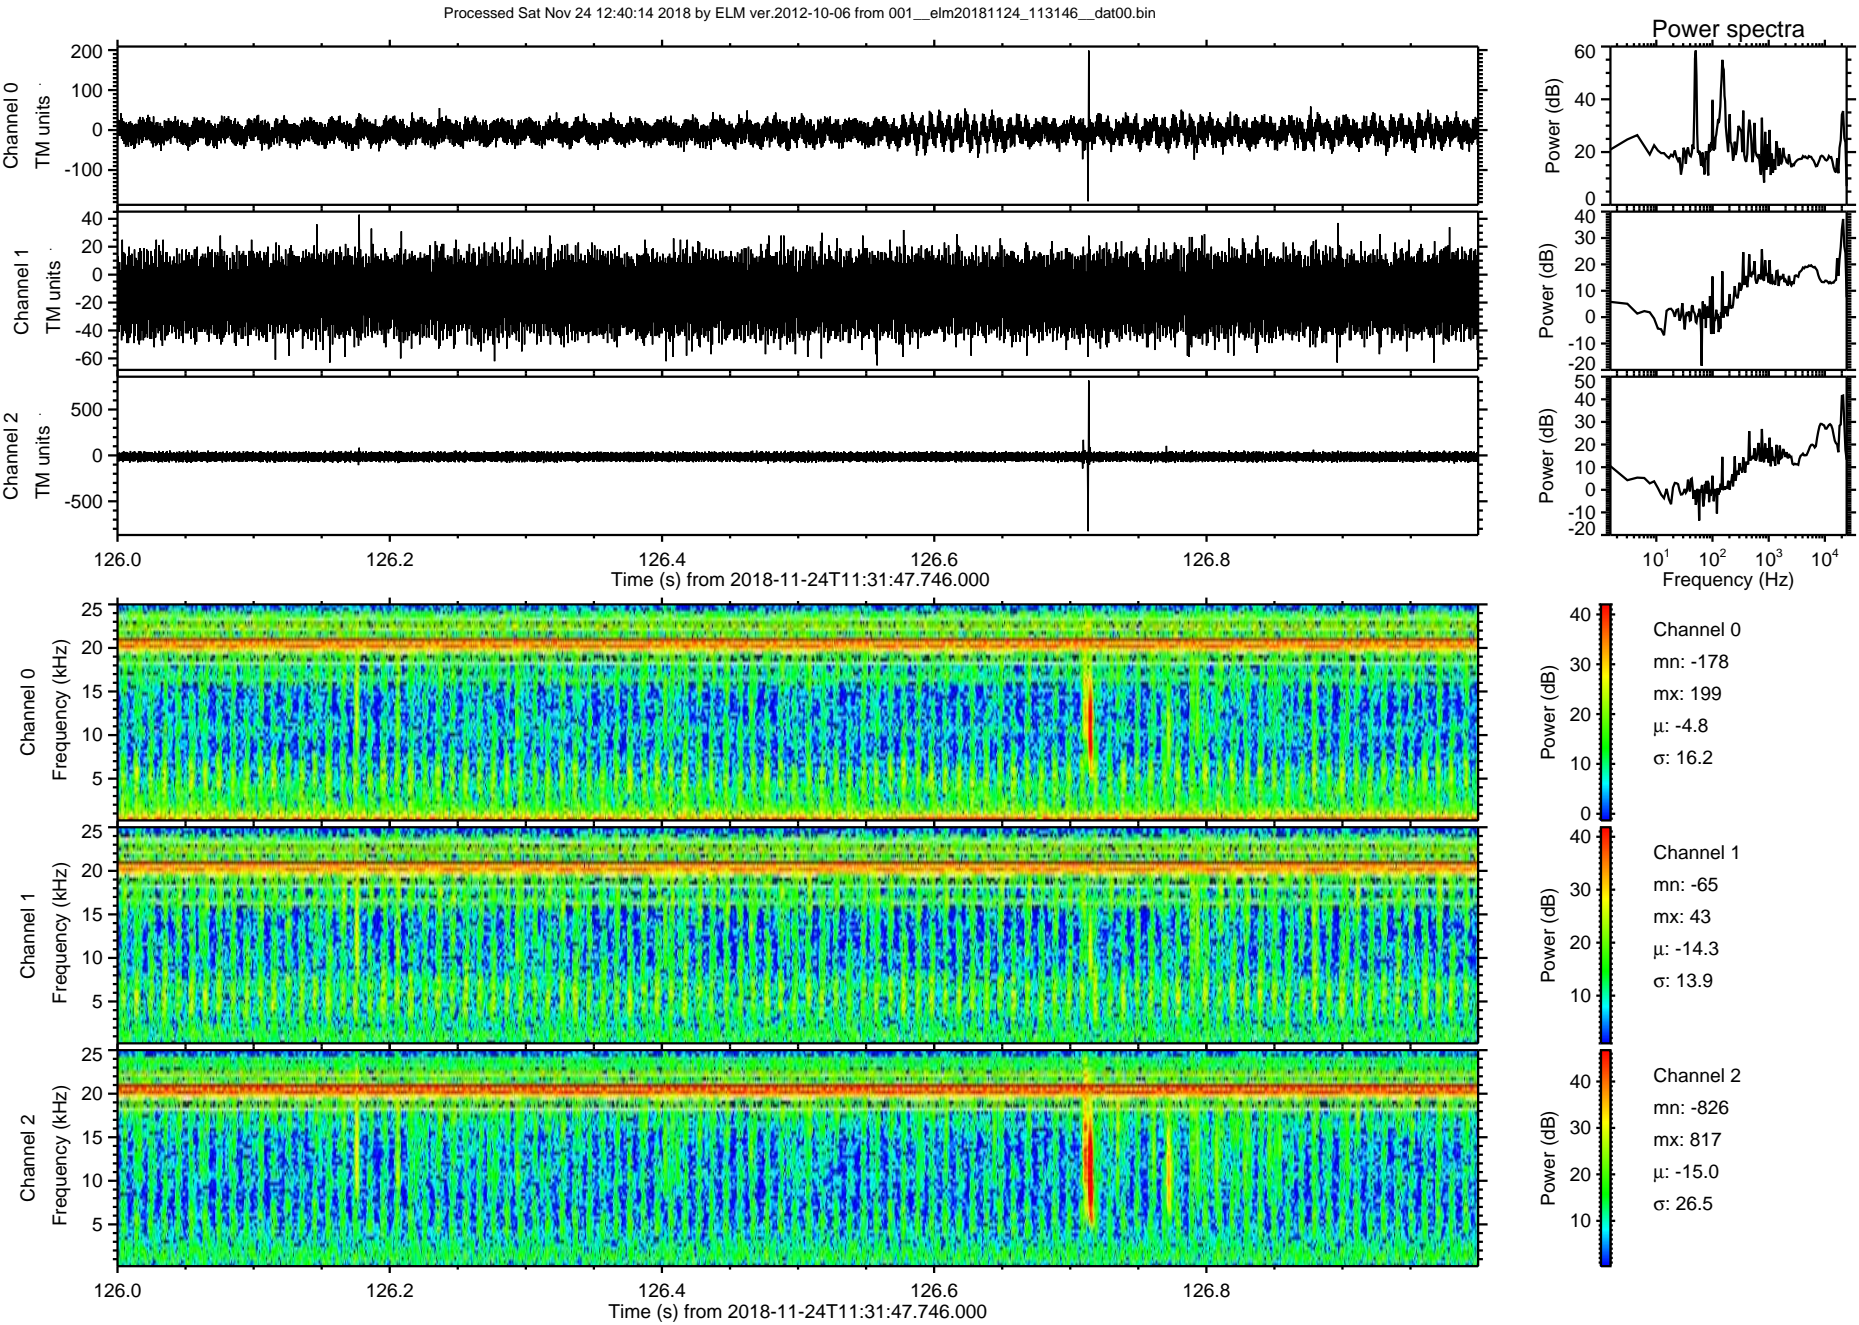 Processed Sat Nov 24 12:40:14 2018 by ELM ver.2012-10-06 from 001__elm20181124_113146__dat00.bin
Power spectra
Channel 0
TM units
200
100
0
-100
Power (dB)
60
40
20
0
Channel 1
TM units
40
20
0
-20
-40
-60
Power (dB)
40
30
20
10
0
-10
-20
Channel 2
TM units
500
0
-500
Power (dB)
50
40
30
20
10
0
-10
-20
126.0 126.2 126.4 126.6 126.8
Time (s) from 2018-11-24T11:31:47.746.000
10^1 10^2 10^3 10^4
Frequency (Hz)
Channel 0
Frequency (kHz)
25
20
15
10
5
Power (dB)
40
30
20
10
0
Channel 0
mn: -178
mx: 199
μ: -4.8
σ: 16.2
Channel 1
Frequency (kHz)
25
20
15
10
5
Power (dB)
40
30
20
10
Channel 1
mn: -65
mx: 43
μ: -14.3
σ: 13.9
Channel 2
Frequency (kHz)
25
20
15
10
5
Power (dB)
40
30
20
10
Channel 2
mn: -826
mx: 817
μ: -15.0
σ: 26.5
126.0 126.2 126.4 126.6 126.8
Time (s) from 2018-11-24T11:31:47.746.000